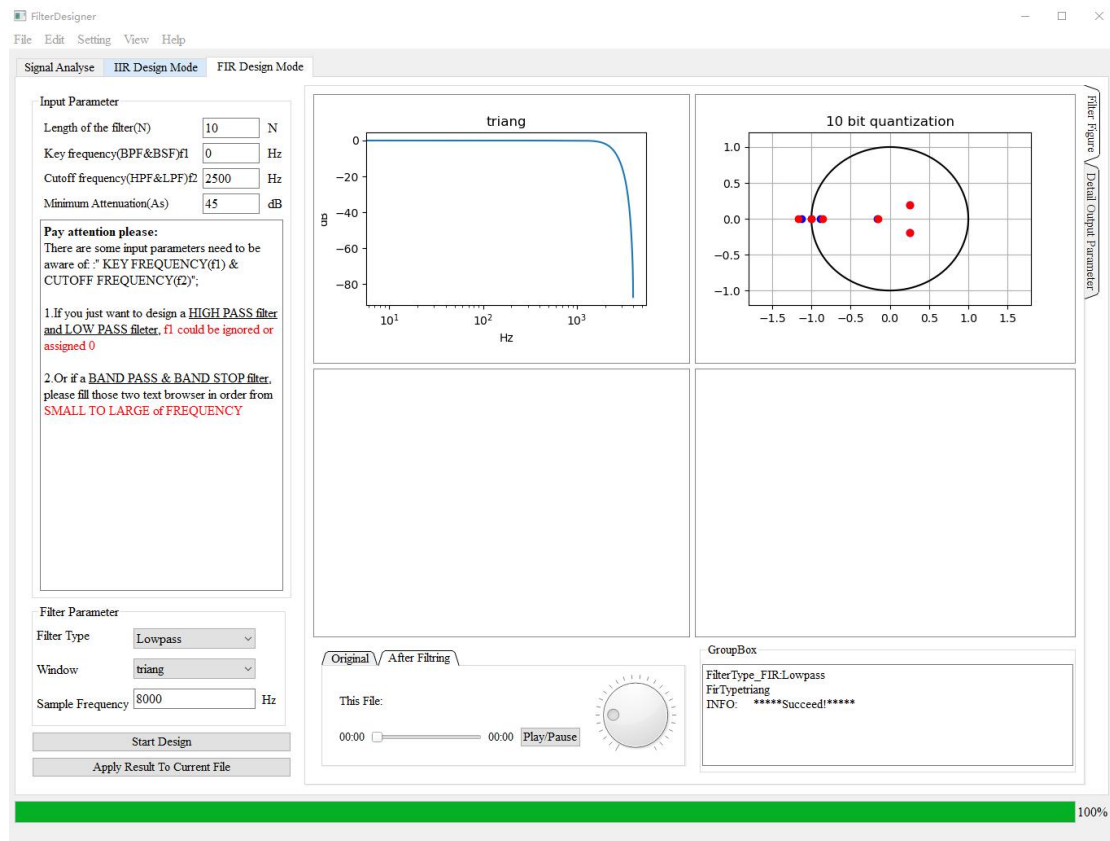 FilterDesigner
File Edit Setting View Help
Signal Analyse IIR Design Mode FIR Design Mode
Input Parameter
Length of the filter(N) 10 N
Key frequency(BPF&BSF)f1 0 Hz
Cutoff frequency(HPF&LPF)f2 2500 Hz
Minimum Attenuation(As) 45 dB
Pay attention please:
There are some input parameters need to be
aware of: :" KEY FREQUENCY(f1) &
CUTOFF FREQUENCY(f2)";
1.If you just want to design a HIGH PASS filter
and LOW PASS fileter, f1 could be ignored or
assigned 0
2.Or if a BAND PASS & BAND STOP filter,
please fill those two text browser in order from
SMALL TO LARGE of FREQUENCY
Filter Parameter
Filter Type Lowpass
Window triang
Sample Frequency 8000 Hz
Start Design
Apply Result To Current File
triang
0
−20
−40
−60
−80
dB
10¹ 10² 10³
Hz
10 bit quantization
1.0
0.5
0.0
−0.5
−1.0
−1.5 −1.0 −0.5 0.0 0.5 1.0 1.5
Filter Figure
Detail Output Parameter
Original After Filtring
This File:
00:00 00:00 Play/Pause
GroupBox
FilterType_FIR:Lowpass
FirTypetriang
INFO: *****Succeed!*****
100%